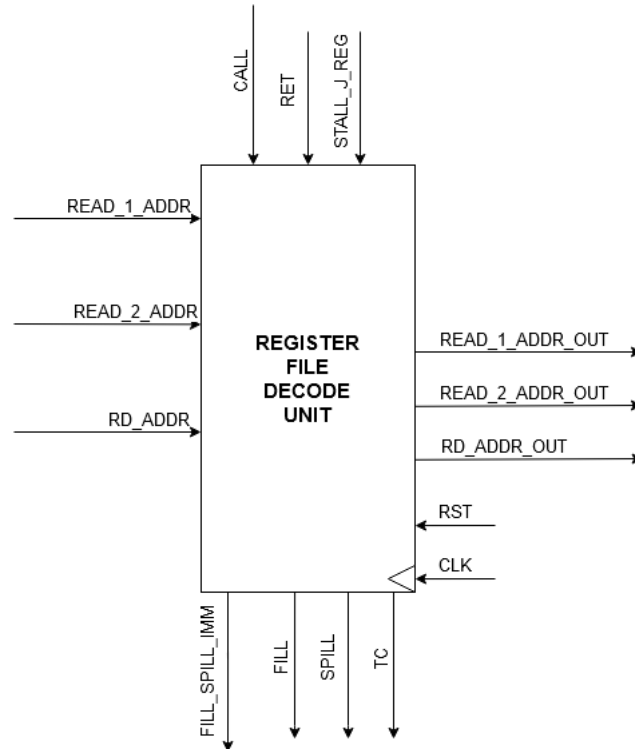 CALL
RET
STALL_J_REG
READ_1_ADDR
READ_2_ADDR
RD_ADDR
REGISTER
FILE
DECODE
UNIT
READ_1_ADDR_OUT
READ_2_ADDR_OUT
RD_ADDR_OUT
RST
CLK
FILL_SPILL_IMM
FILL
SPILL
TC